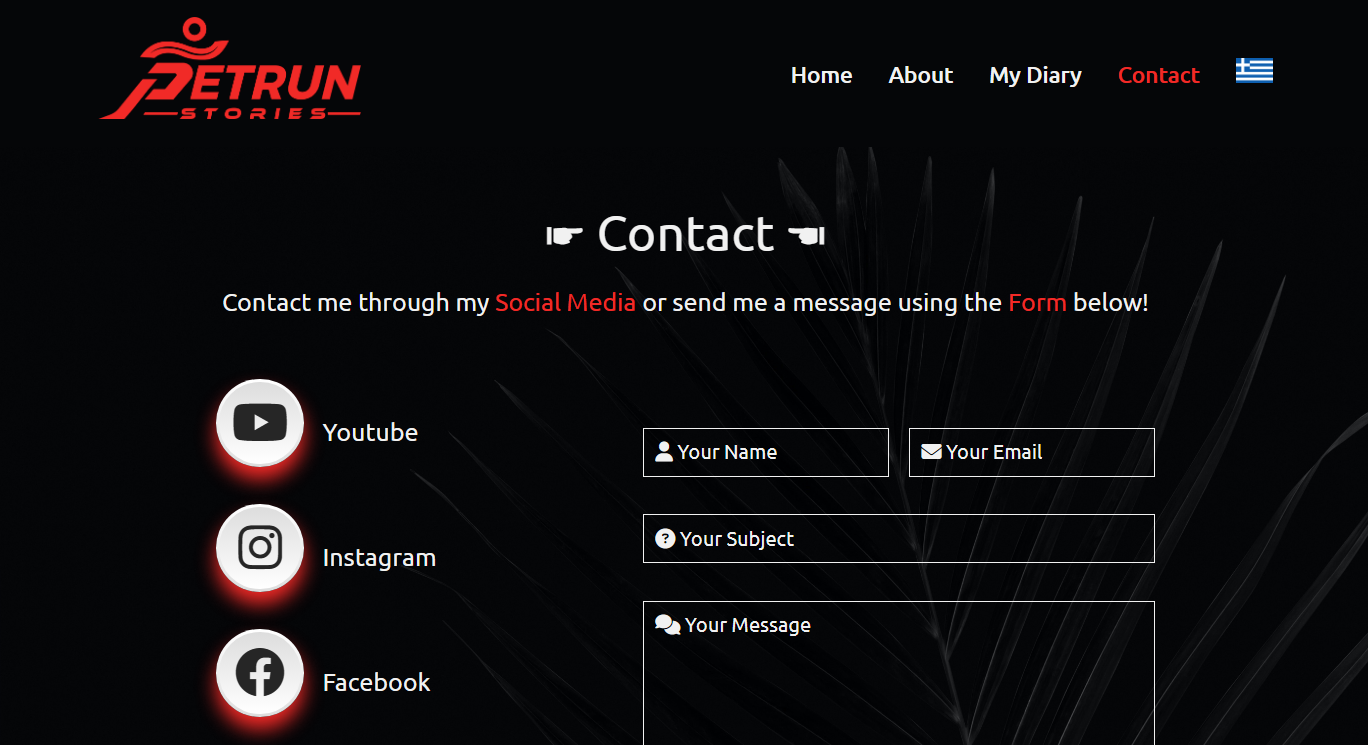 PETRUN
STORIES
Home About My Diary Contact
Contact
Contact me through my Social Media or send me a message using the Form below!
Youtube
Your Name Your Email
Your Subject
Instagram
Your Message
Facebook